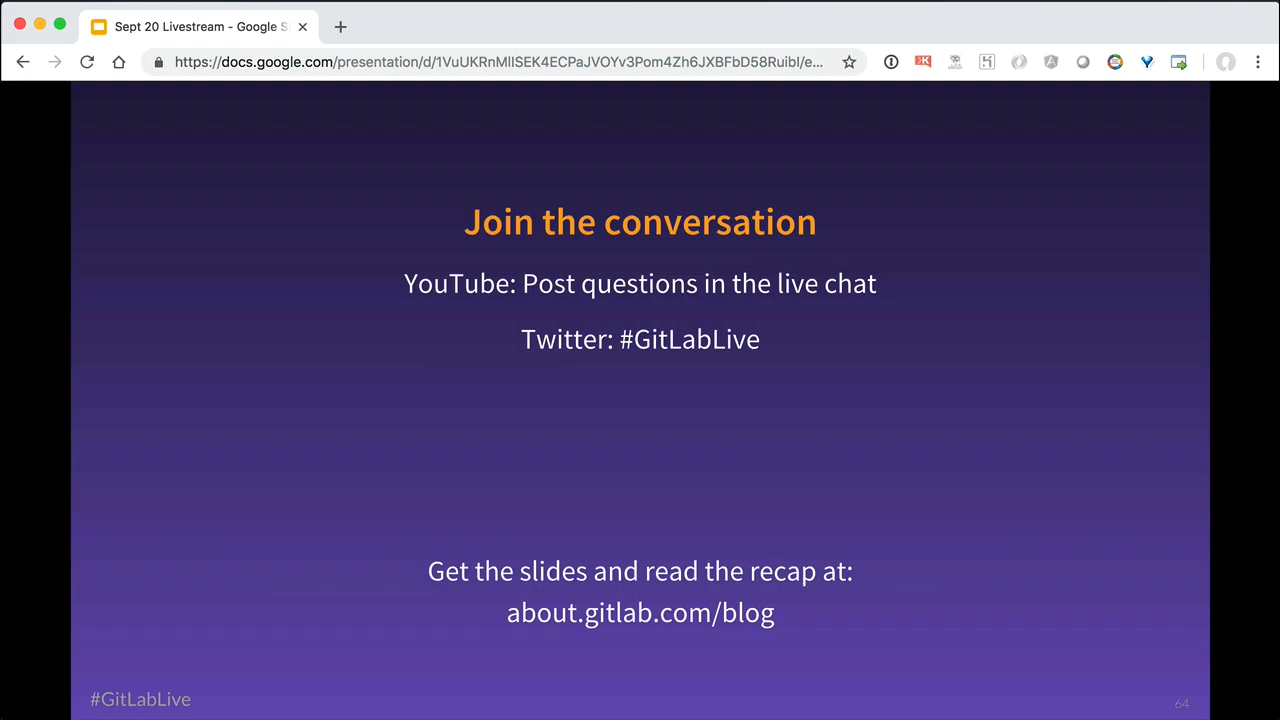 Sept 20 Livestream - Google S
https://docs.google.com/presentation/d/1VuUKRnMlISEK4ECPaJVOYv3Pom4Zh6JXBFbD58RuibI/e...
Join the conversation
YouTube: Post questions in the live chat
Twitter: #GitLabLive
Get the slides and read the recap at:
about.gitlab.com/blog
#GitLabLive
64